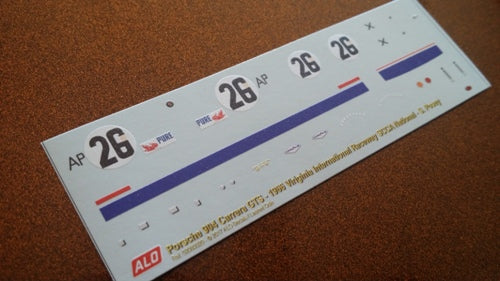 AP 26
PURE
PURE
26 AP
26
26
ALO
Porsche 904 Carrera GTS - 1966 Virginia International Raceway SCCA National -